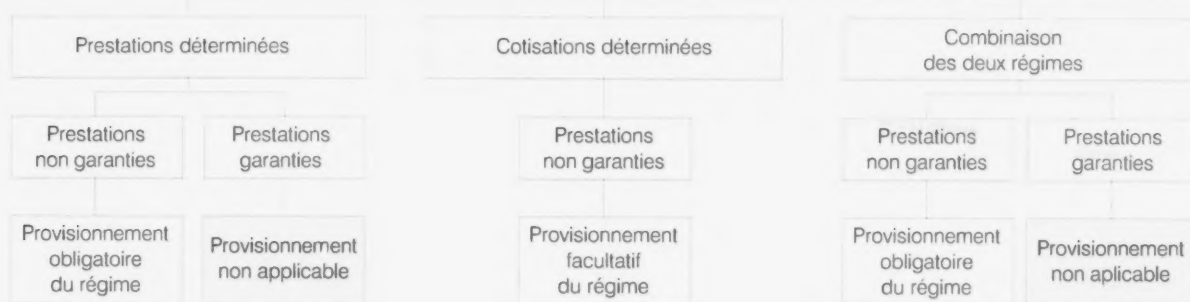 Prestations déterminées
Cotisations déterminées
Combinaison
des deux régimes
Prestations
non garanties
Prestations
garanties
Prestations
non garanties
Prestations
non garanties
Prestations
garanties
Provisionnement
obligatoire
du régime
Provisionnement
non applicable
Provisionnement
facultatif
du régime
Provisionnement
obligatoire
du régime
Provisionnement
non aplicable